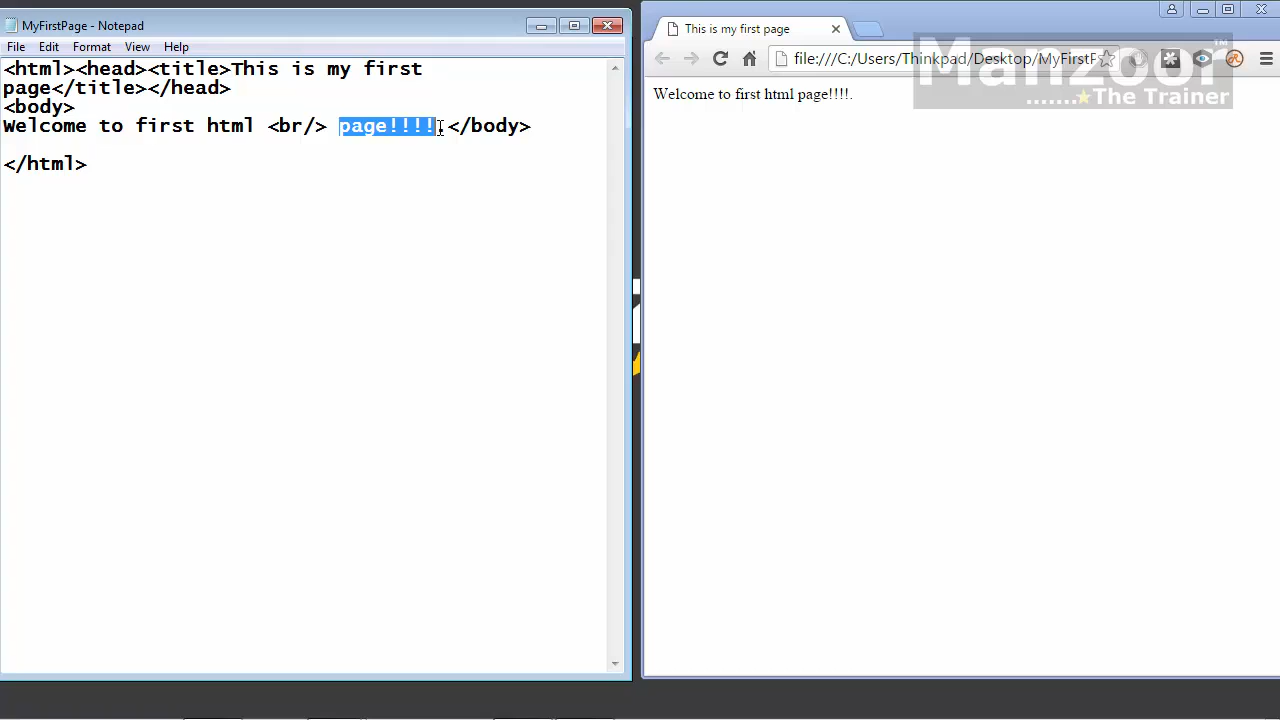 MyFirstPage - Notepad
File Edit Format View Help
<html><head><title>This is my first
page</title></head>
<body>
Welcome to first html <br/> page!!!!.</body>
</html>
This is my first page
file:///C:/Users/Thinkpad/Desktop/MyFirstP
Welcome to first html page!!!!.
Manzoor™
.......The Trainer